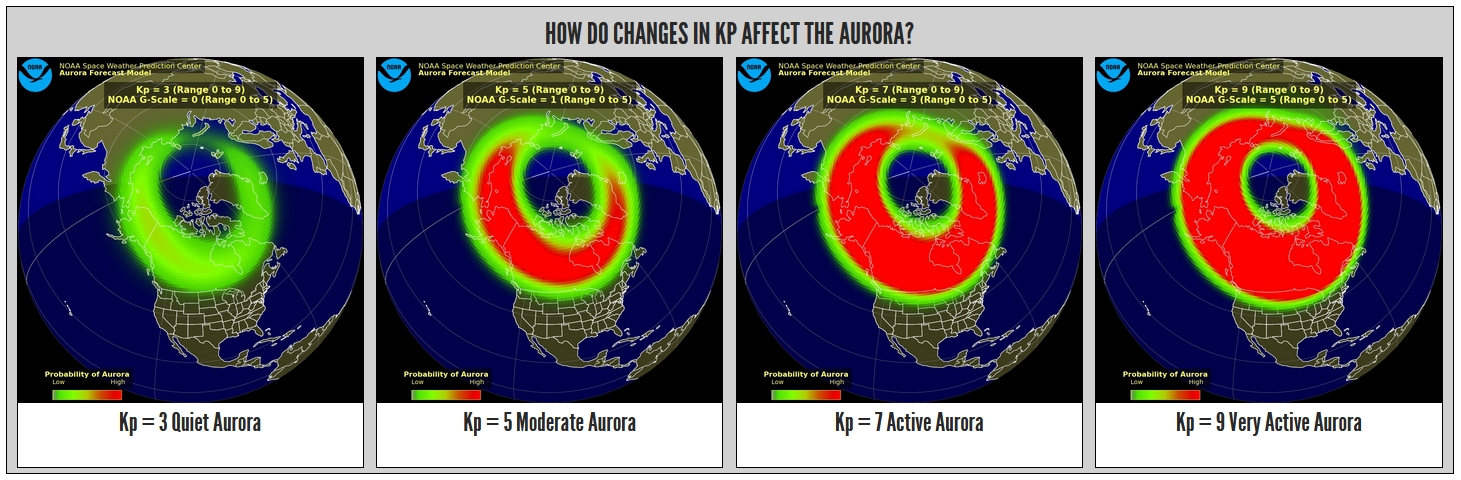 HOW DO CHANGES IN KP AFFECT THE AURORA?
NOAA
NOAA Space Weather Prediction Center
Aurora Forecast Model
Kp = 3 (Range 0 to 9)
NOAA G-Scale = 0 (Range 0 to 5)
Probability of Aurora
Low High
Kp = 3 Quiet Aurora
NOAA
NOAA Space Weather Prediction Center
Aurora Forecast Model
Kp = 5 (Range 0 to 9)
NOAA G-Scale = 1 (Range 0 to 5)
Probability of Aurora
Low High
Kp = 5 Moderate Aurora
NOAA
NOAA Space Weather Prediction Center
Aurora Forecast Model
Kp = 7 (Range 0 to 9)
NOAA G-Scale = 3 (Range 0 to 5)
Probability of Aurora
Low High
Kp = 7 Active Aurora
NOAA
NOAA Space Weather Prediction Center
Aurora Forecast Model
Kp = 9 (Range 0 to 9)
NOAA G-Scale = 5 (Range 0 to 5)
Probability of Aurora
Low High
Kp = 9 Very Active Aurora